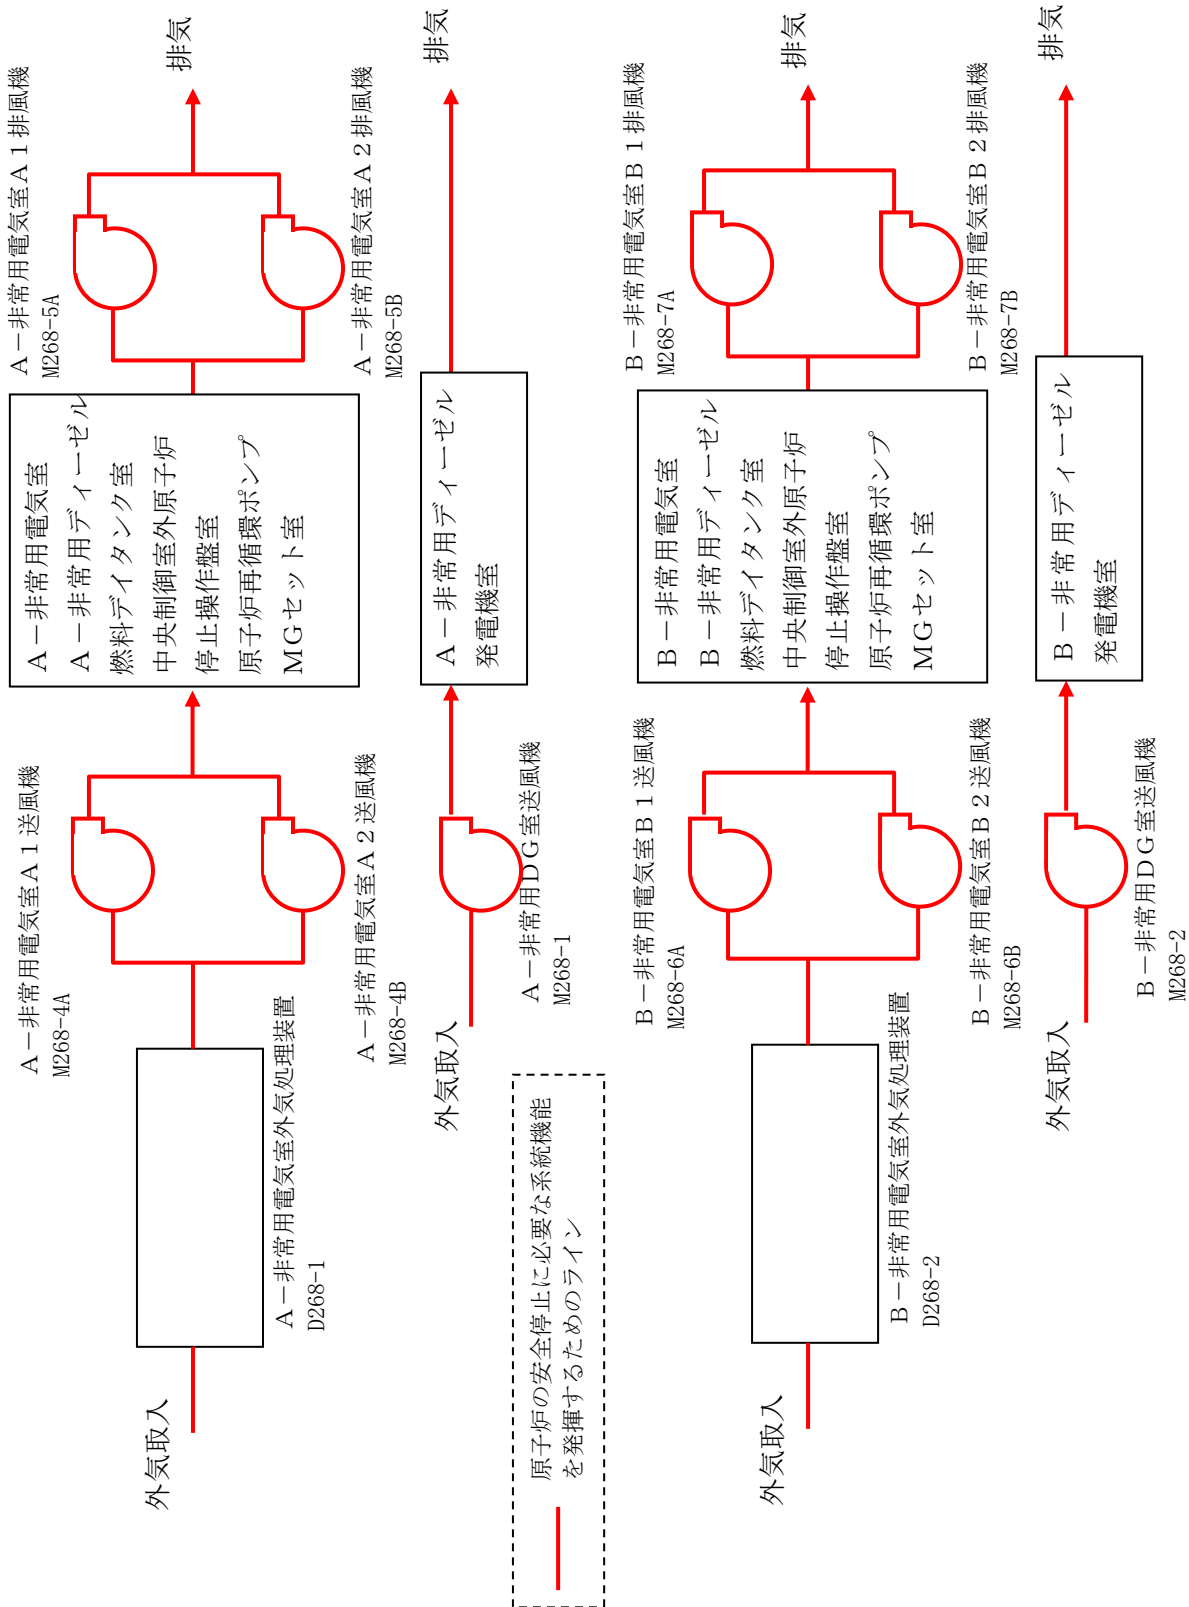 外気取入
A－非常用電気室外気処理装置
D268-1
A－非常用電気室A１送風機
M268-4A
A－非常用電気室A２送風機
M268-4B
A－非常用電気室
A－非常用ディーゼル
燃料デイタンク室
中央制御室外原子炉
停止操作盤室
原子炉再循環ポンプ
MGセット室
A－非常用電気室A１排風機
M268-5A
A－非常用電気室A２排風機
M268-5B
排気
外気取入
A－非常用DG室送風機
M268-1
A－非常用ディーゼル
発電機室
排気
原子炉の安全停止に必要な系統機能
を発揮するためのライン
外気取入
B－非常用電気室外気処理装置
D268-2
B－非常用電気室B１送風機
M268-6A
B－非常用電気室B２送風機
M268-6B
B－非常用電気室
B－非常用ディーゼル
燃料デイタンク室
中央制御室外原子炉
停止操作盤室
原子炉再循環ポンプ
MGセット室
B－非常用電気室B１排風機
M268-7A
B－非常用電気室B２排風機
M268-7B
排気
外気取入
B－非常用DG室送風機
M268-2
B－非常用ディーゼル
発電機室
排気